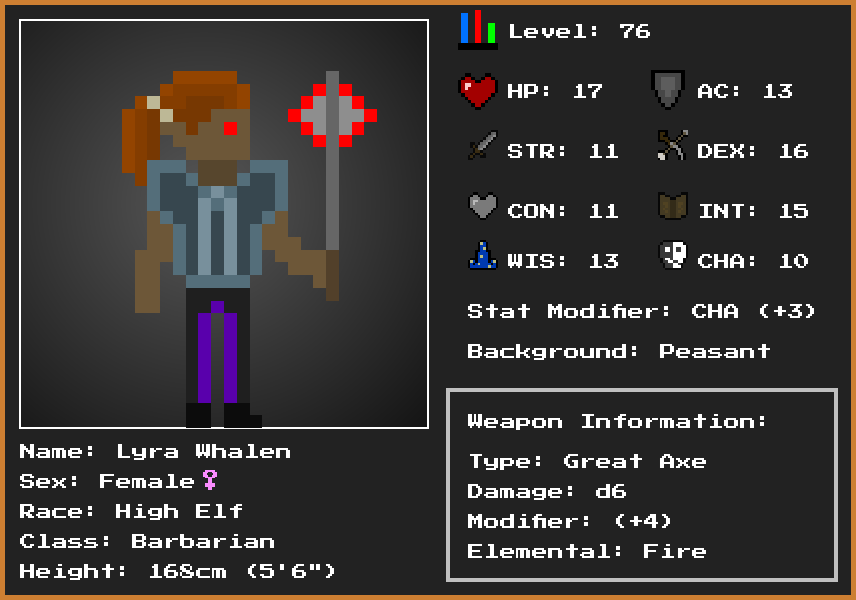 Level: 76
HP: 17 AC: 13
STR: 11 DEX: 16
CON: 11 INT: 15
WIS: 13 CHA: 10
Stat Modifier: CHA (+3)
Background: Peasant
Weapon Information:
Type: Great Axe
Damage: d6
Modifier: (+4)
Elemental: Fire
Name: Lyra Whalen
Sex: Female♀
Race: High Elf
Class: Barbarian
Height: 168cm (5'6")